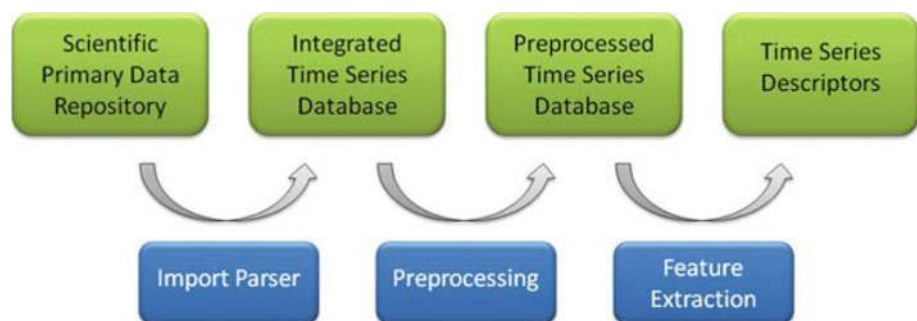 Scientific
Primary Data
Repository
Integrated
Time Series
Database
Preprocessed
Time Series
Database
Time Series
Descriptors
Import Parser
Preprocessing
Feature
Extraction